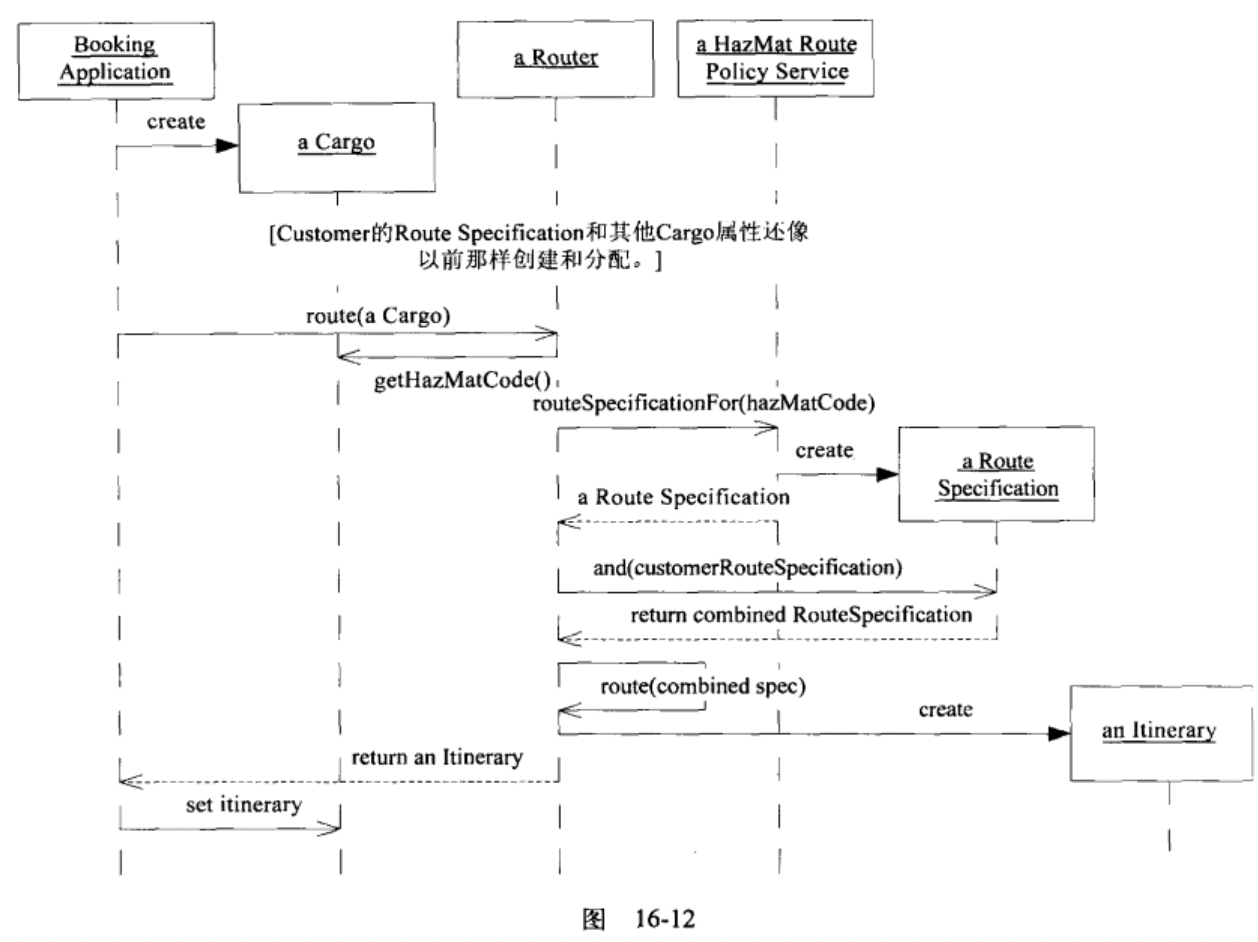 Booking
Application
a Router
a HazMat Route
Policy Service
create
a Cargo
[Customer的Route Specification和其他Cargo属性还像
以前那样创建和分配。]
route(a Cargo)
getHazMatCode()
routeSpecificationFor(hazMatCode)
create
a Route
Specification
a Route Specification
and(customerRouteSpecification)
return combined RouteSpecification
route(combined spec)
create
an Itinerary
return an Itinerary
set itinerary
图 16-12